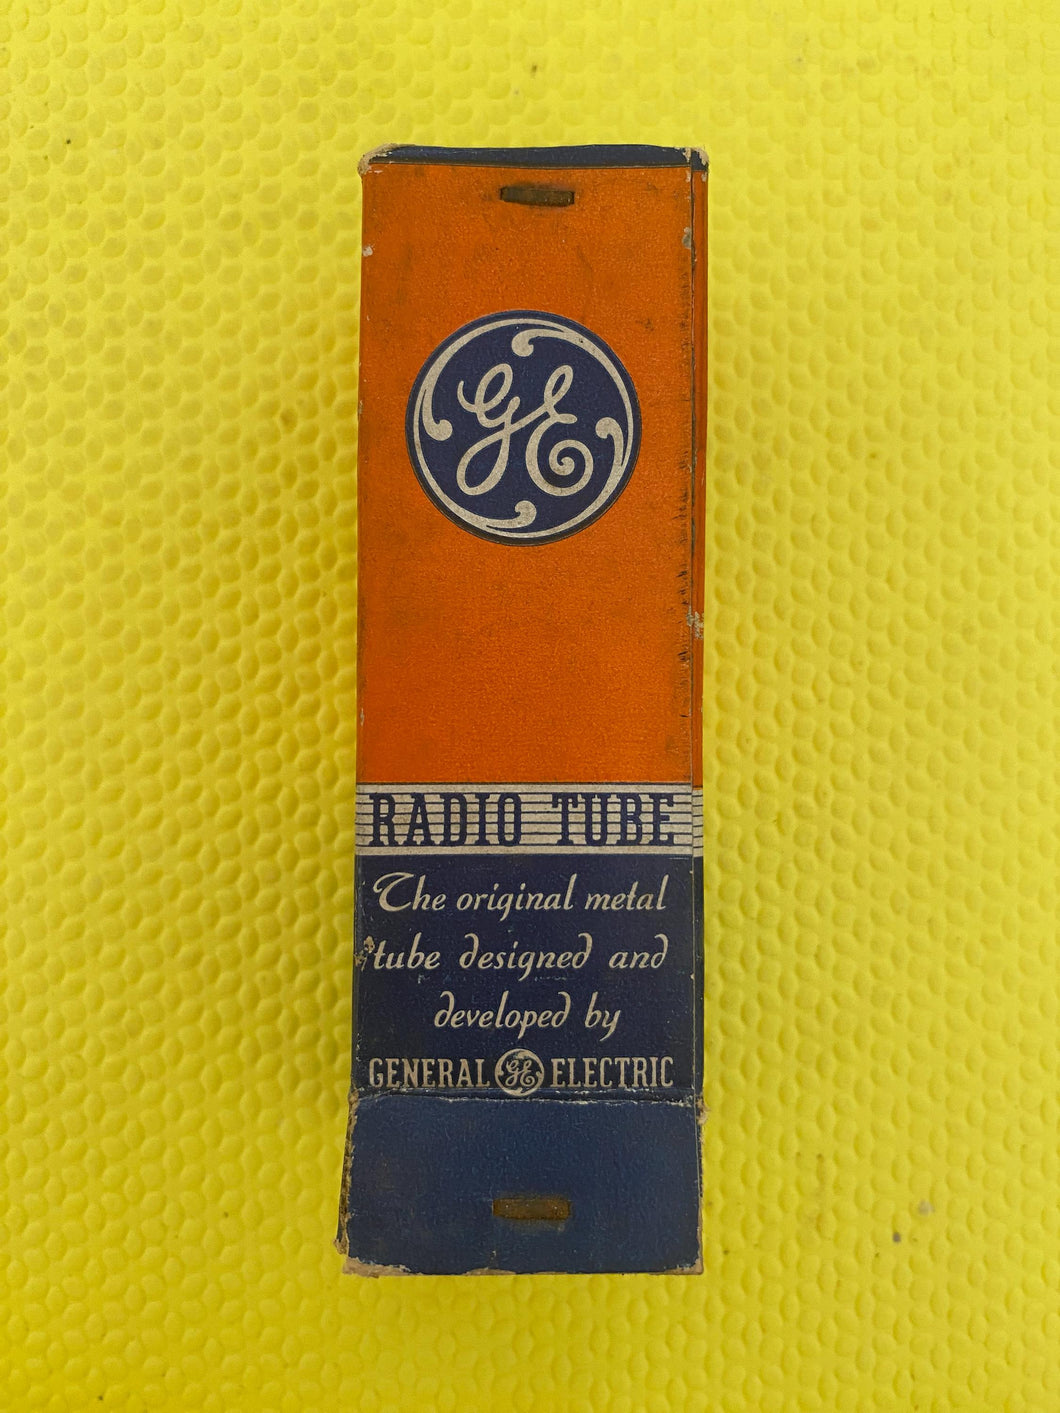 GE
RADIO TUBE
The original metal
tube designed and
developed by
GENERAL GE ELECTRIC